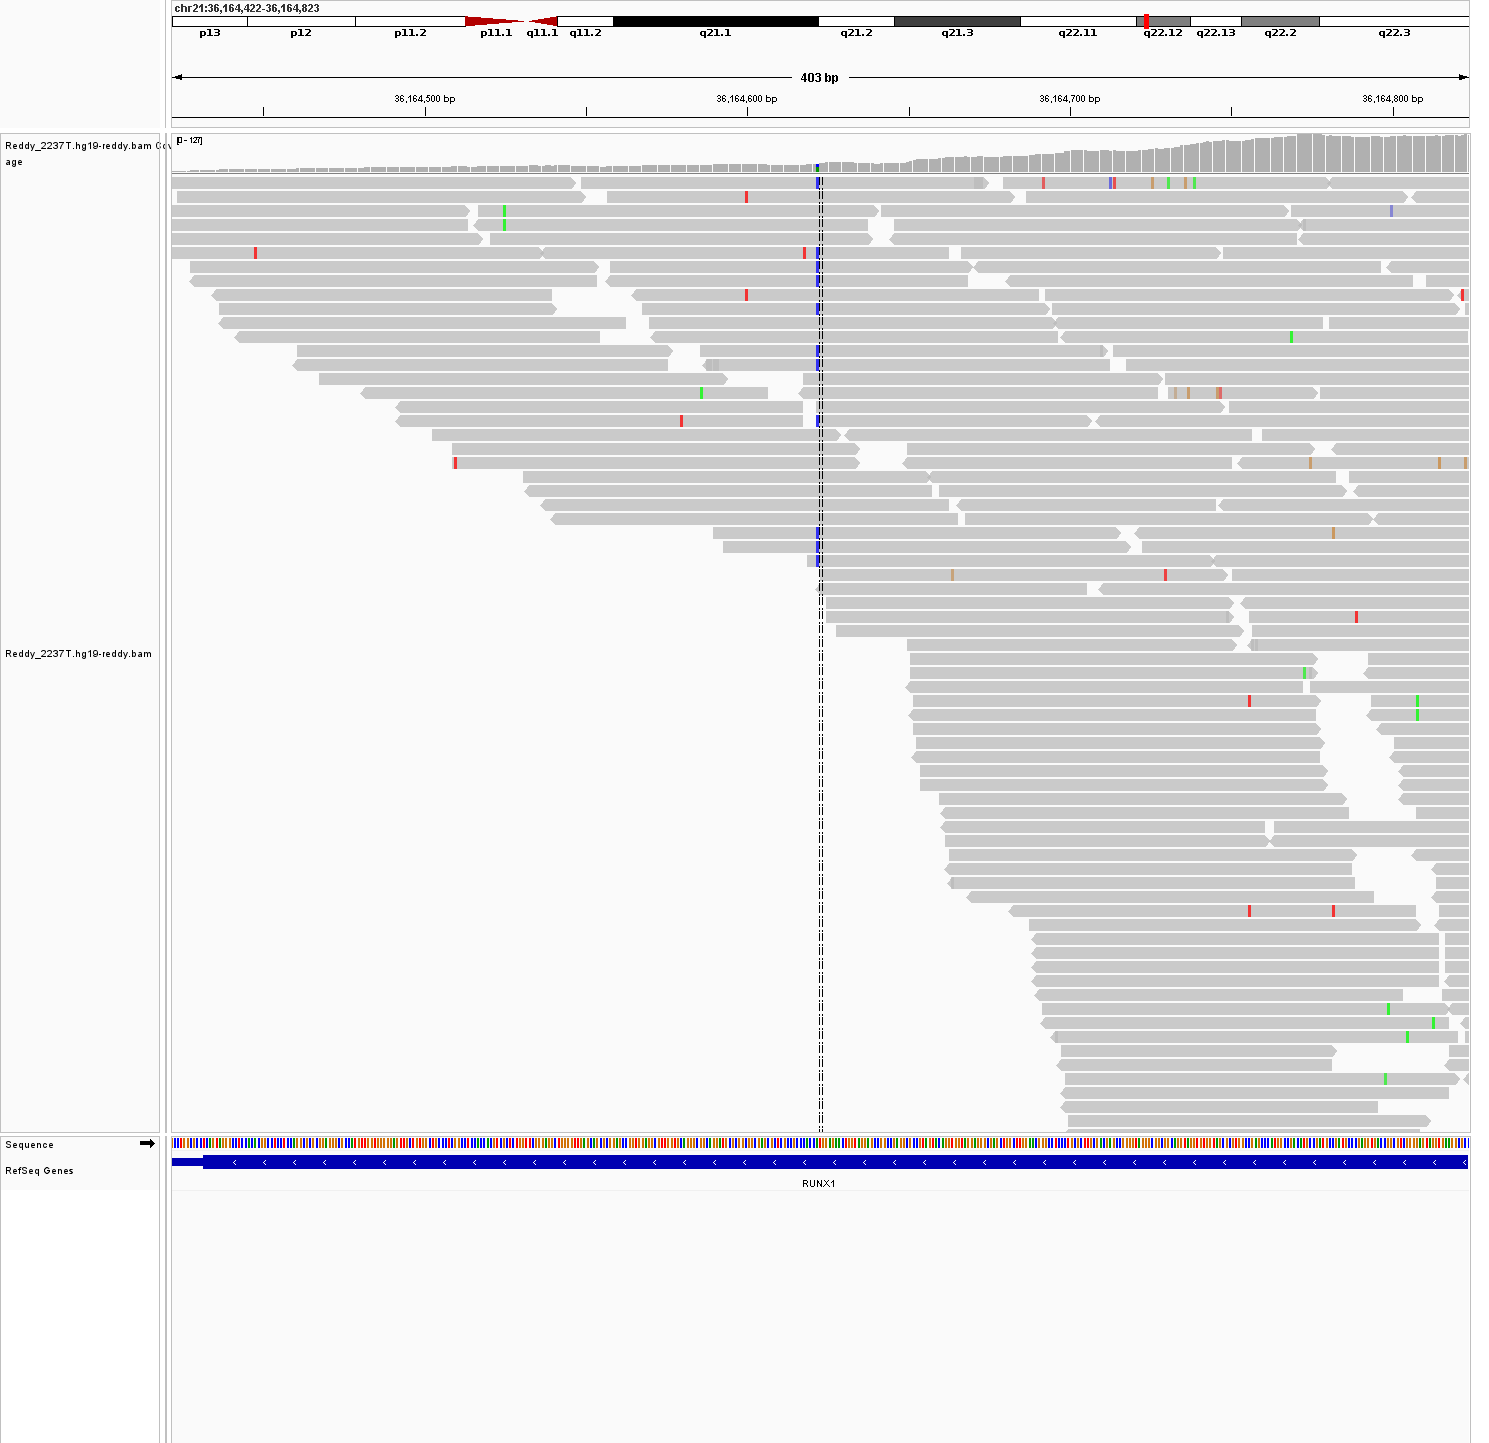 chr21:36,164,422-36,164,823
p13 p12 p11.2 p11.1 q11.1 q11.2 q21.1 q21.2 q21.3 q22.11 q22.12 q22.13 q22.2 q22.3
403 bp
36,164,500 bp 36,164,600 bp 36,164,700 bp 36,164,800 bp
[0 - 127]
Reddy_2237T.hg19-reddy.bam Cov
age
Reddy_2237T.hg19-reddy.bam
Sequence
RefSeq Genes
RUNX1